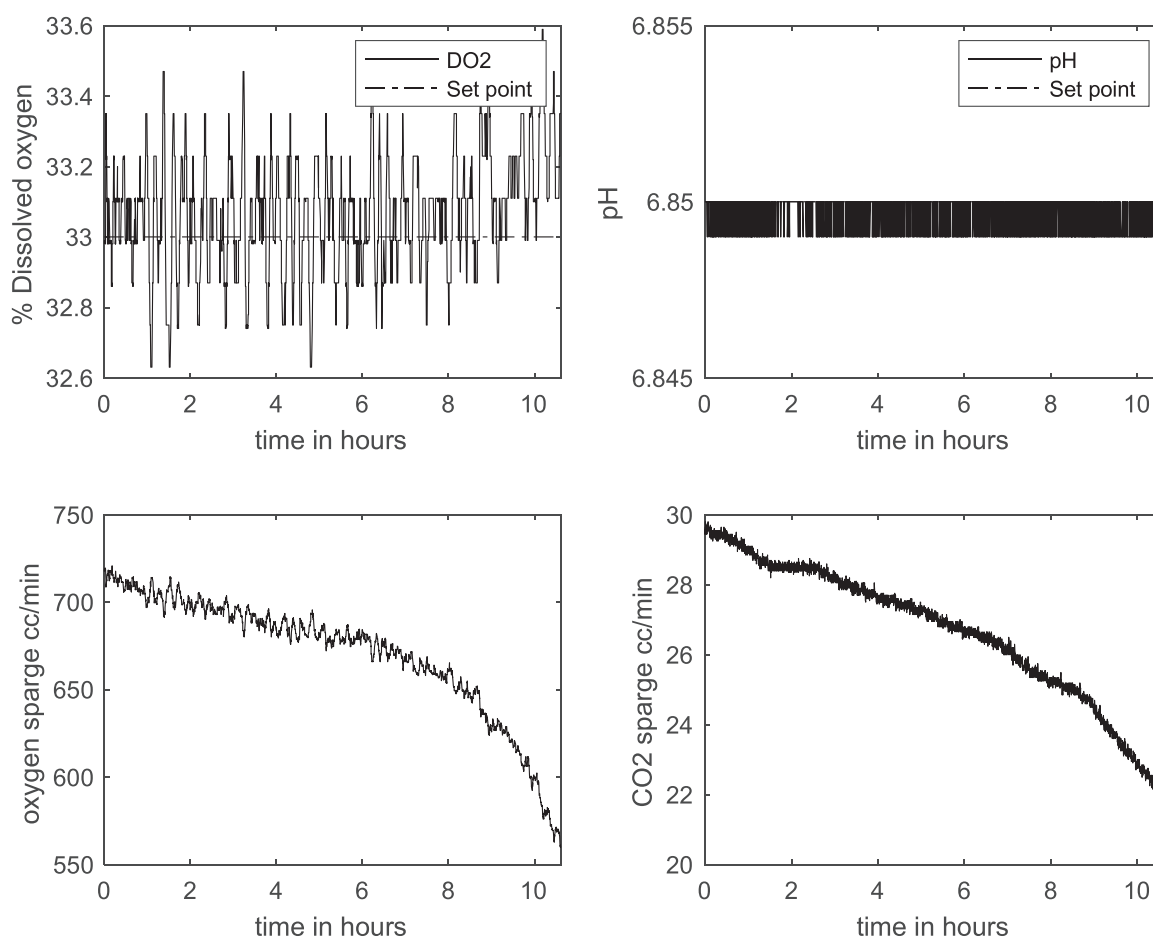 33.6
33.4
33.2
33
32.8
32.6
% Dissolved oxygen
DO2
Set point
0 2 4 6 8 10
time in hours
6.855
6.85
6.845
pH
pH
Set point
0 2 4 6 8 10
time in hours
750
700
650
600
550
oxygen sparge cc/min
0 2 4 6 8 10
time in hours
30
28
26
24
22
20
CO2 sparge cc/min
0 2 4 6 8 10
time in hours